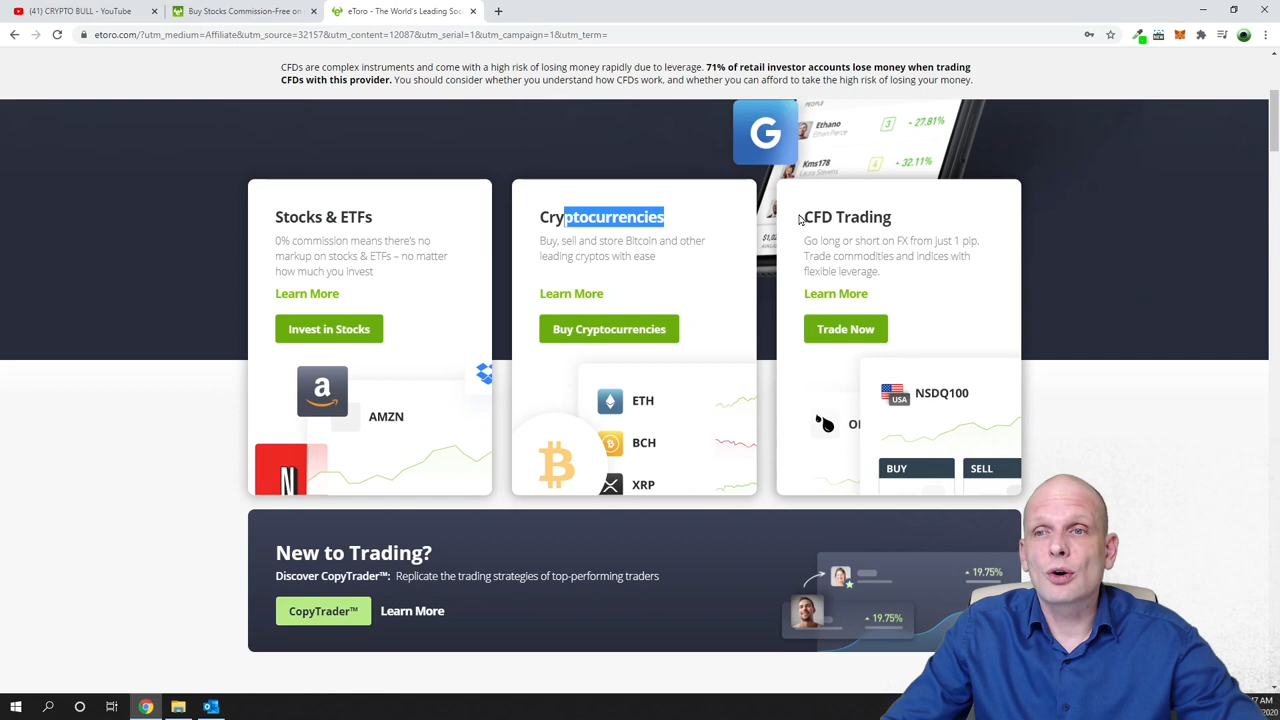 (41) CRYPTO BULL - YouTube
Buy Stocks Commission-Free on
eToro - The World's Leading Soc
etoro.com/?utm_medium=Affiliate&utm_source=32157&utm_content=12087&utm_serial=1&utm_campaign=1&utm_term=
CFDs are complex instruments and come with a high risk of losing money rapidly due to leverage. 71% of retail investor accounts lose money when trading
CFDs with this provider. You should consider whether you understand how CFDs work, and whether you can afford to take the high risk of losing your money.
PEOPLE
G
Ethano
Ethan Pierce
3
27.81%
Kms178
Laura Stevens
4
32.11%
Stocks & ETFs
0% commission means there's no
markup on stocks & ETFs – no matter
how much you invest
Learn More
Invest in Stocks
a
AMZN
N
Cryptocurrencies
Buy, sell and store Bitcoin and other
leading cryptos with ease
Learn More
Buy Cryptocurrencies
ETH
BCH
XRP
CFD Trading
Go long or short on FX from just 1 pip.
Trade commodities and indices with
flexible leverage.
Learn More
Trade Now
USA
NSDQ100
BUY
SELL
New to Trading?
Discover CopyTrader™: Replicate the trading strategies of top-performing traders
CopyTrader™
Learn More
19.75%
19.75%